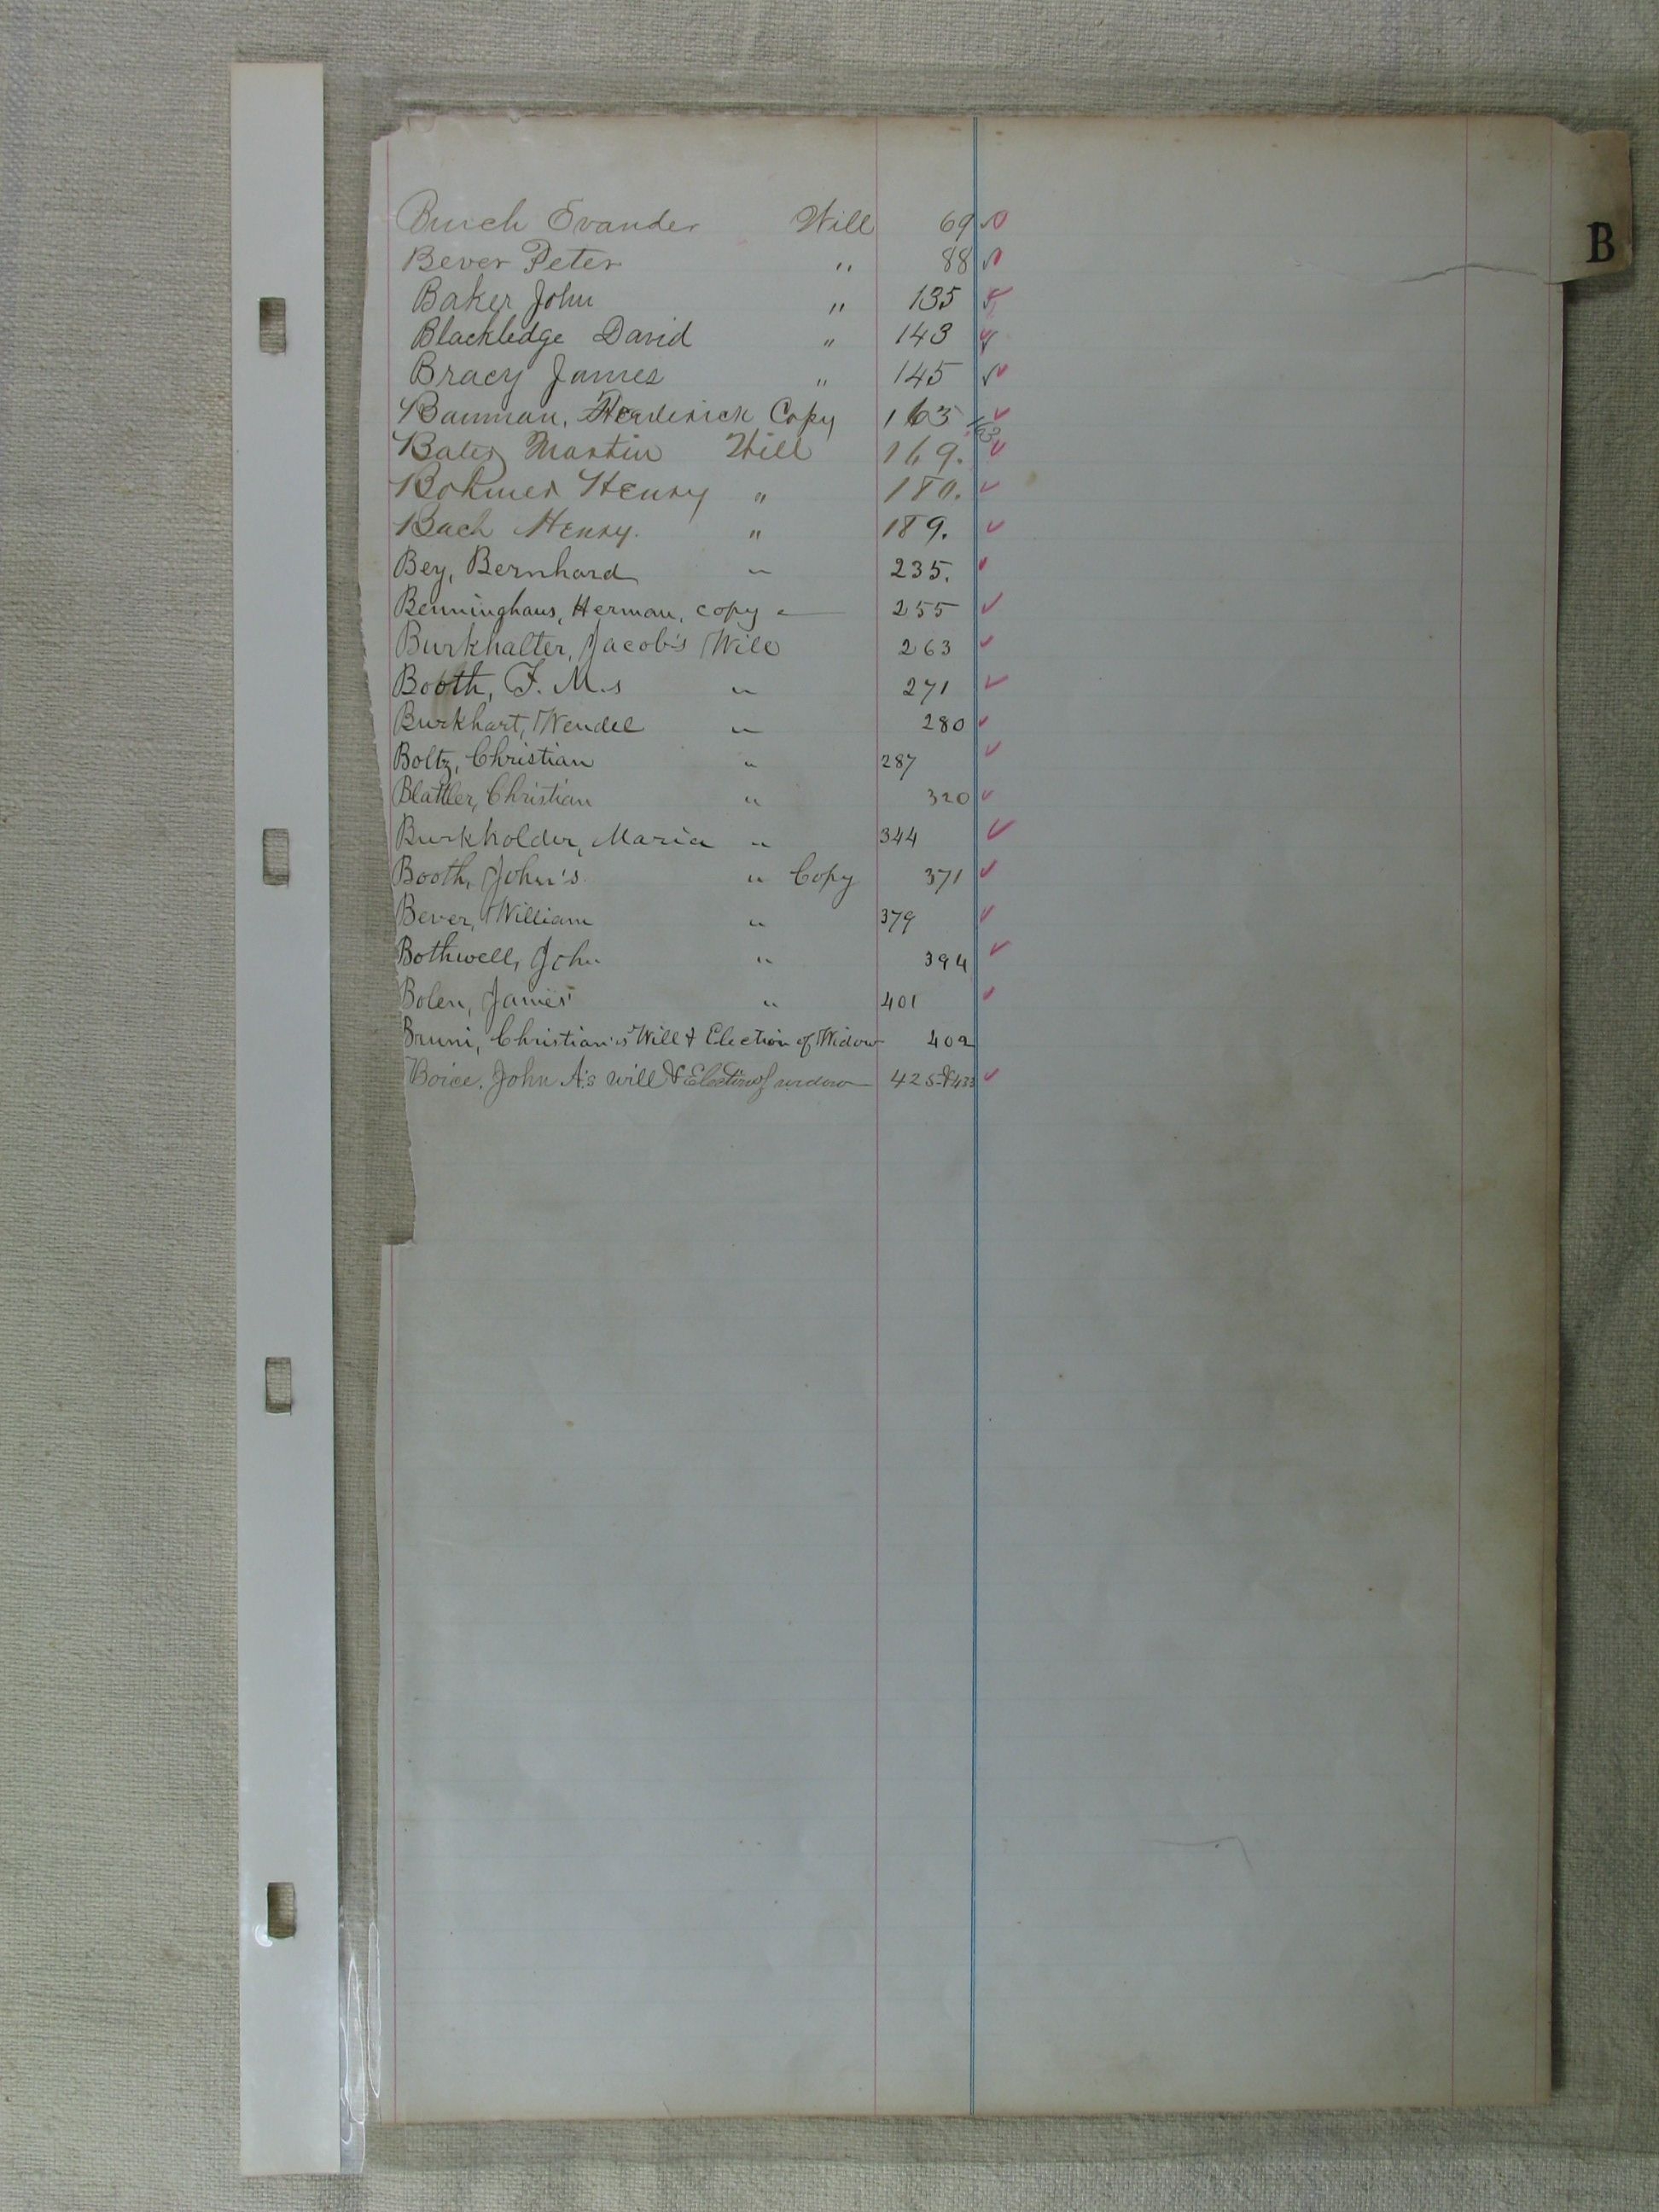 B
Burch Evander Will 69
Bever Peter " 88
Baker John " 135
Blackledge David " 143
Bracy James " 145
Bauman, Frederick Copy 163 163
Bates Martin Will 169.
Bohmer Henry " 180.
Bach Henry. " 189.
Bey, Bernhard " 235.
Benninghaus, Herman, copy " 255
Burkhalter, Jacob's Will 263
Booth, F. M.s " 271
Burkhart, Wendel " 280
Boltz, Christian " 287
Blattler, Christian " 320
Burkholder, Maria " 344
Booth, John's " Copy 371
Bever, William " 379
Bothwell, John " 394
Bolen, James' " 401
Bruni, Christian's Will & Election of Widow 402
Boice. John A's will & Election of widow 425 & 433